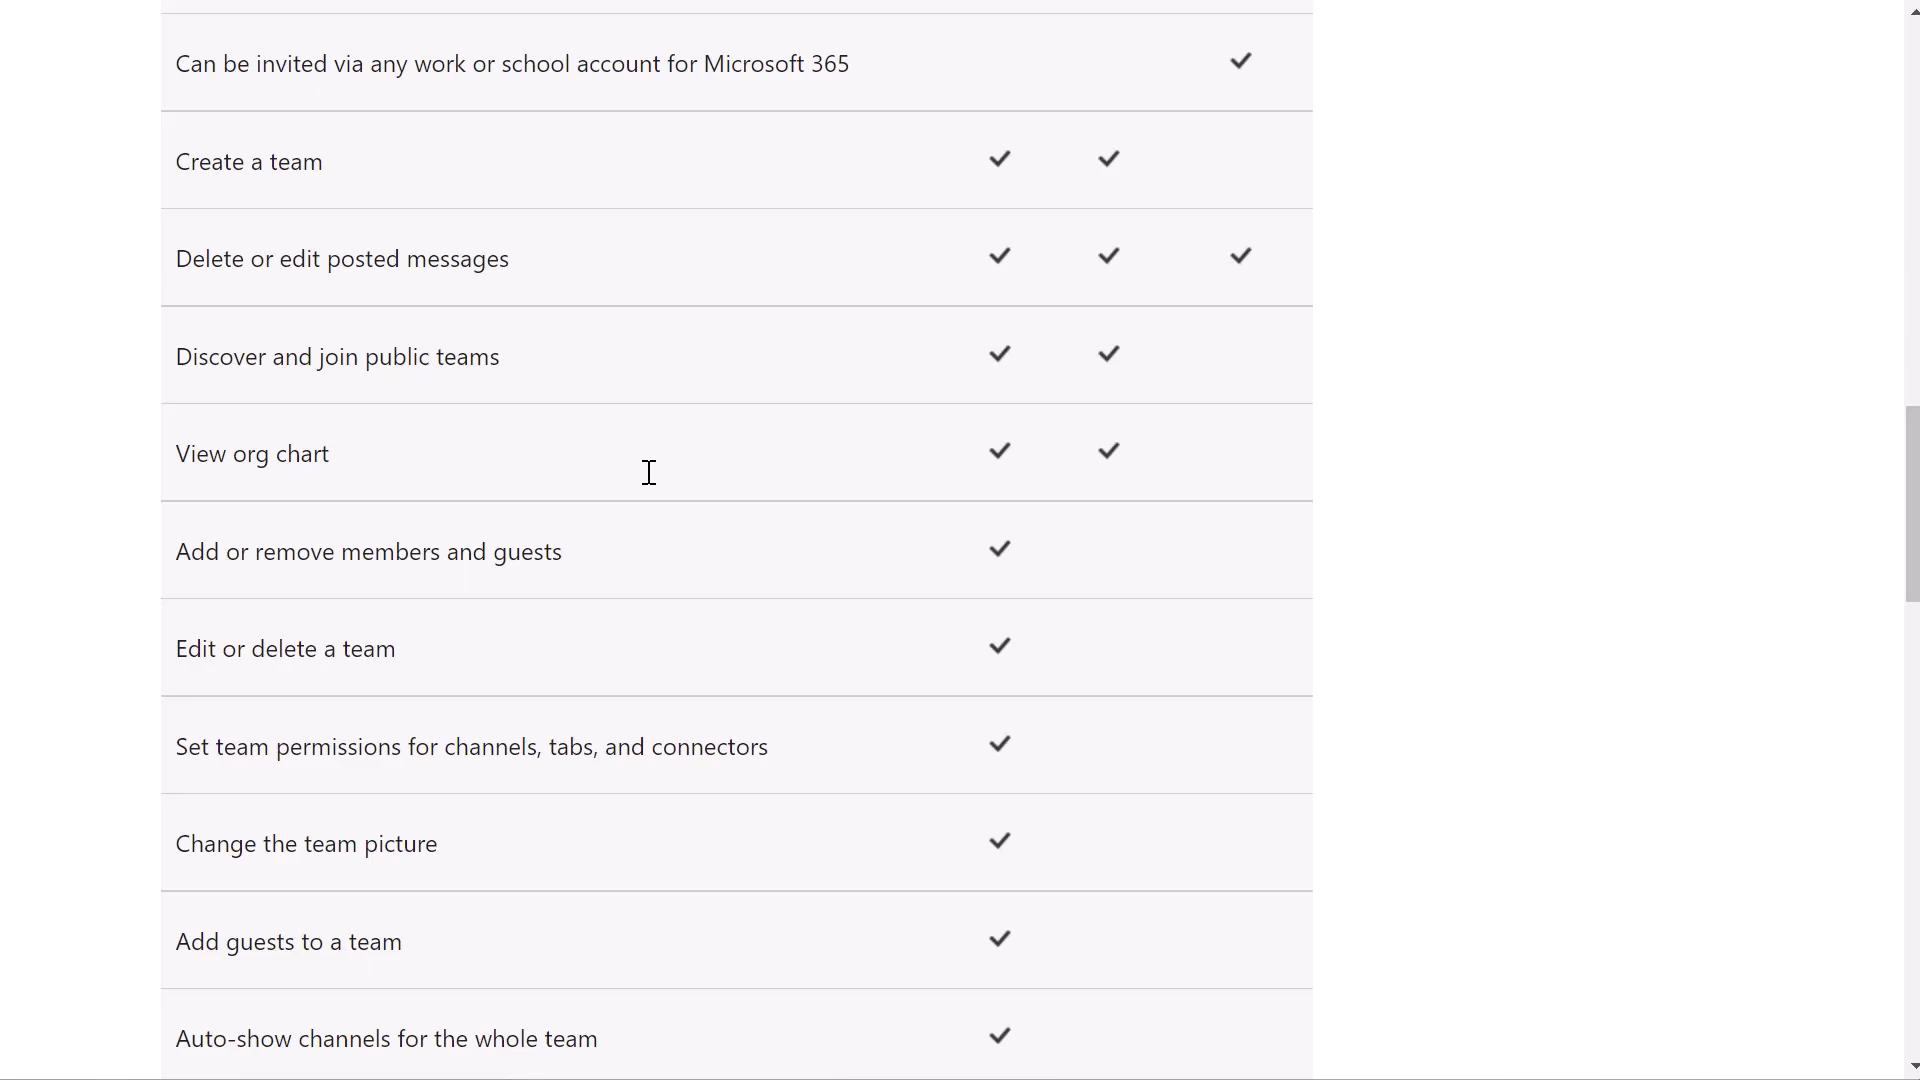 Can be invited via any work or school account for Microsoft 365
Create a team
Delete or edit posted messages
Discover and join public teams
View org chart
Add or remove members and guests
Edit or delete a team
Set team permissions for channels, tabs, and connectors
Change the team picture
Add guests to a team
Auto-show channels for the whole team